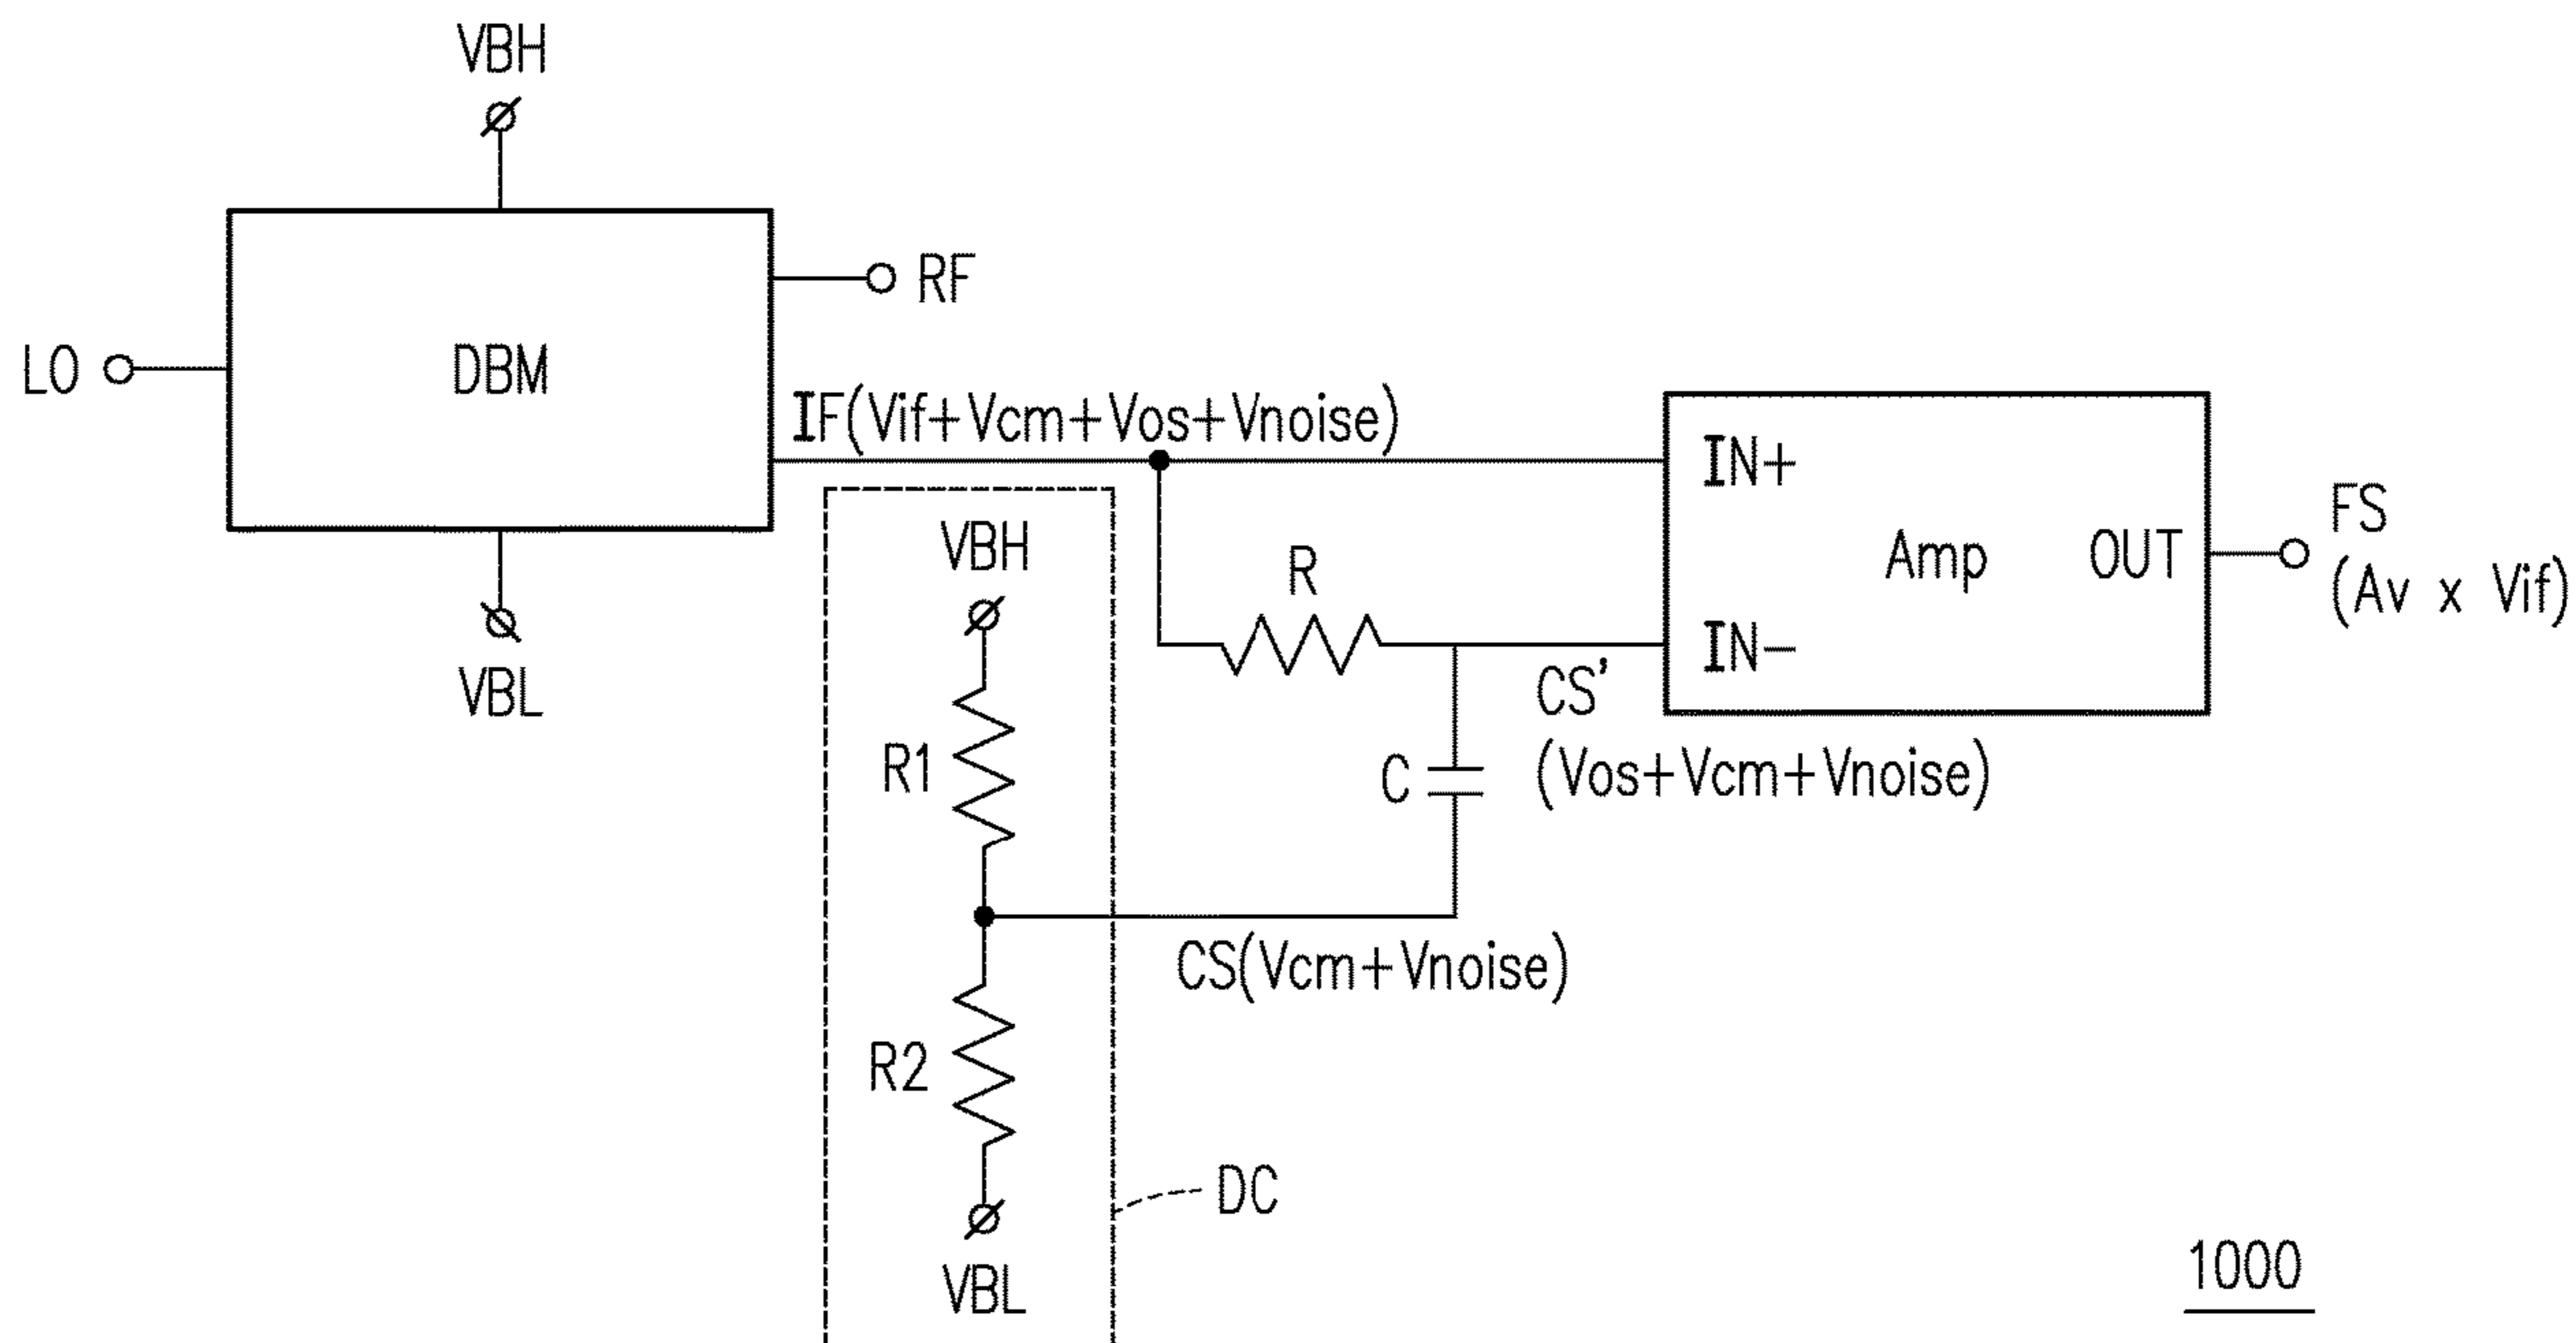 VBH
RF
LO
DBM
IF(Vif+Vcm+Vos+Vnoise)
VBL
IN+
Amp
OUT
IN-
FS
(Av x Vif)
VBH
R
CS'
(Vos+Vcm+Vnoise)
R1
C
CS(Vcm+Vnoise)
R2
DC
VBL
1000